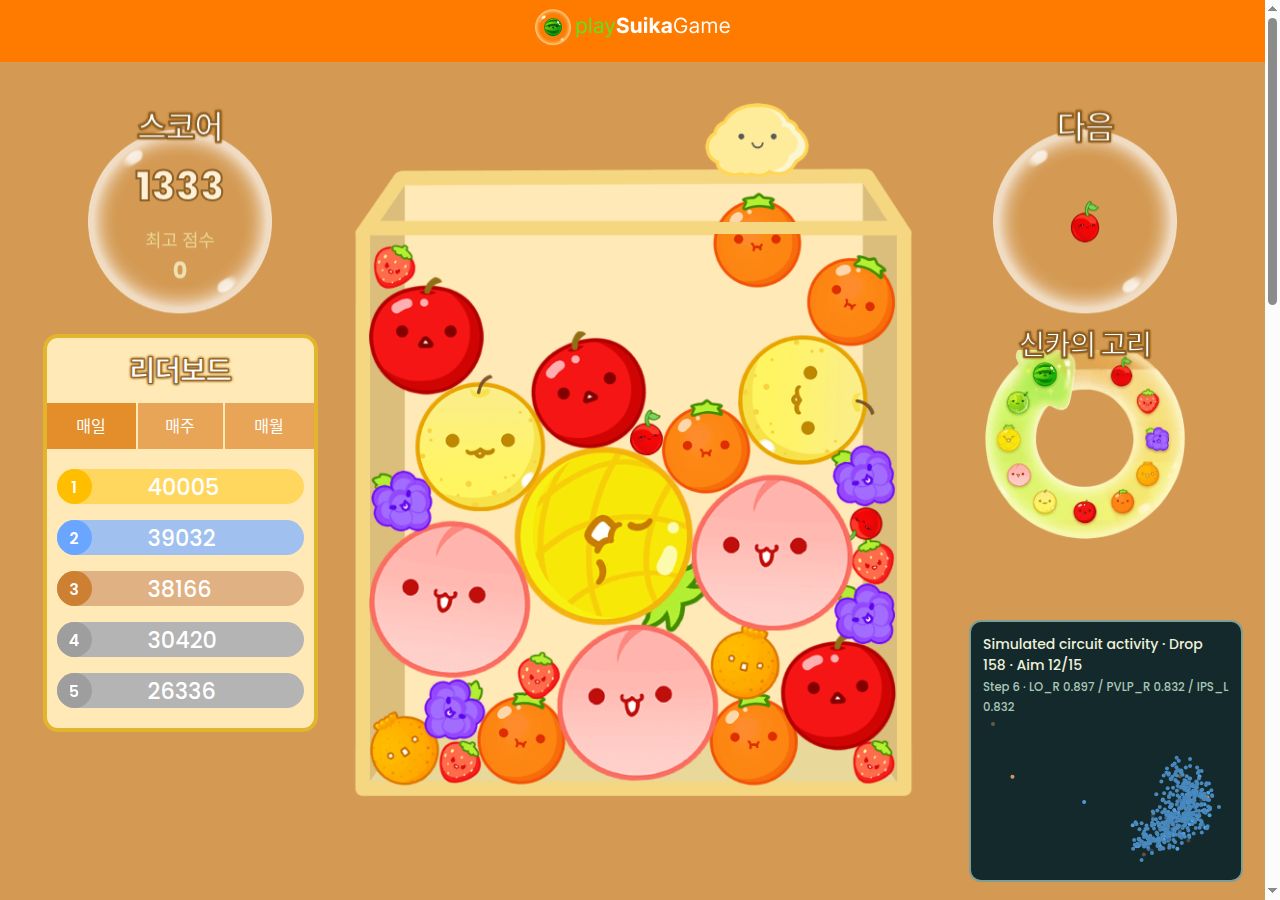 playSuikaGame
스코어
1333
최고 점수
0
리더보드
매일
매주
매월
1
40005
2
39032
3
38166
4
30420
5
26336
다음
신카의 고리
Simulated circuit activity · Drop
158 · Aim 12/15
Step 6 · LO_R 0.897 / PVLP_R 0.832 / IPS_L
0.832